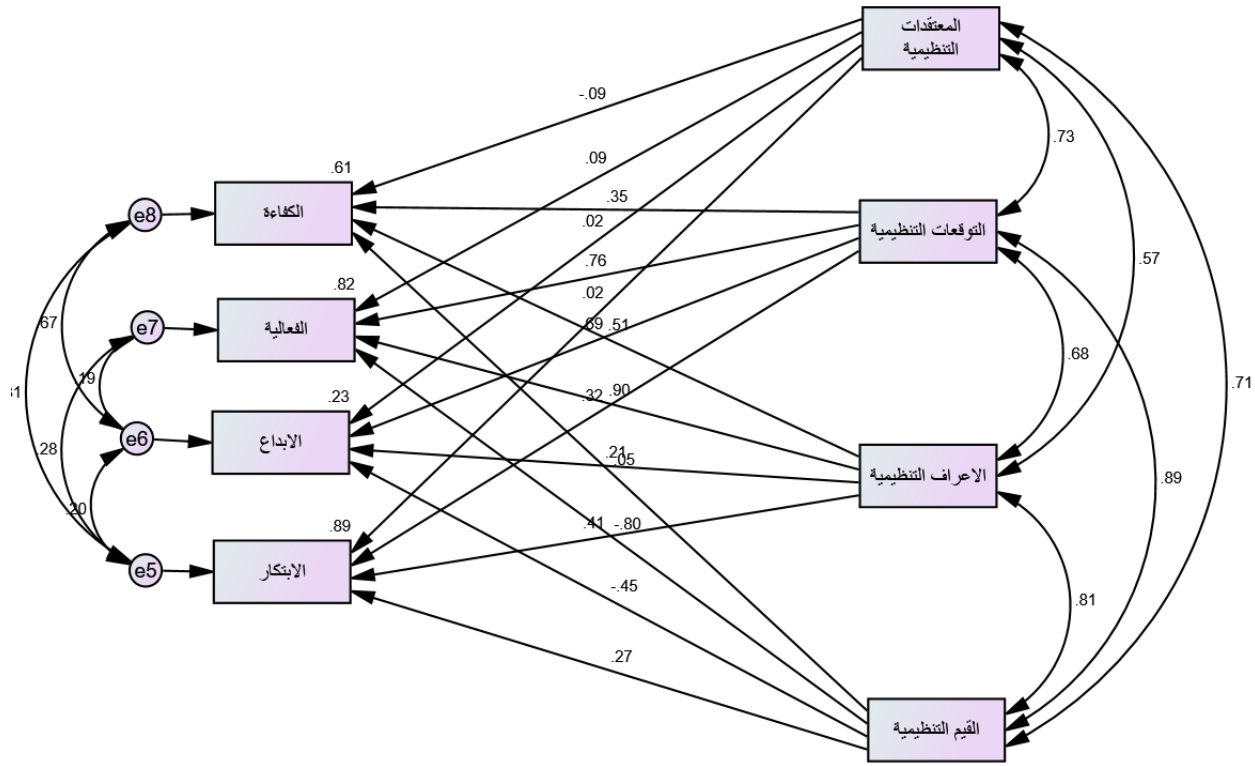 المعتقدات
التنظيمية
-.09
.73
.09
.61
.35
e8
الكفاءة
.02
التوقعات التنظيمية
.76
.57
.82
.02
e7
الفعالية
.67
.69
.51
.68
.19
.32
.90
.71
.23
e6
الابداع
.28
.21
.05
الاعراف التنظيمية
.89
.20
.89
.41
-.80
e5
الابتكار
-.45
.81
.27
القيم التنظيمية